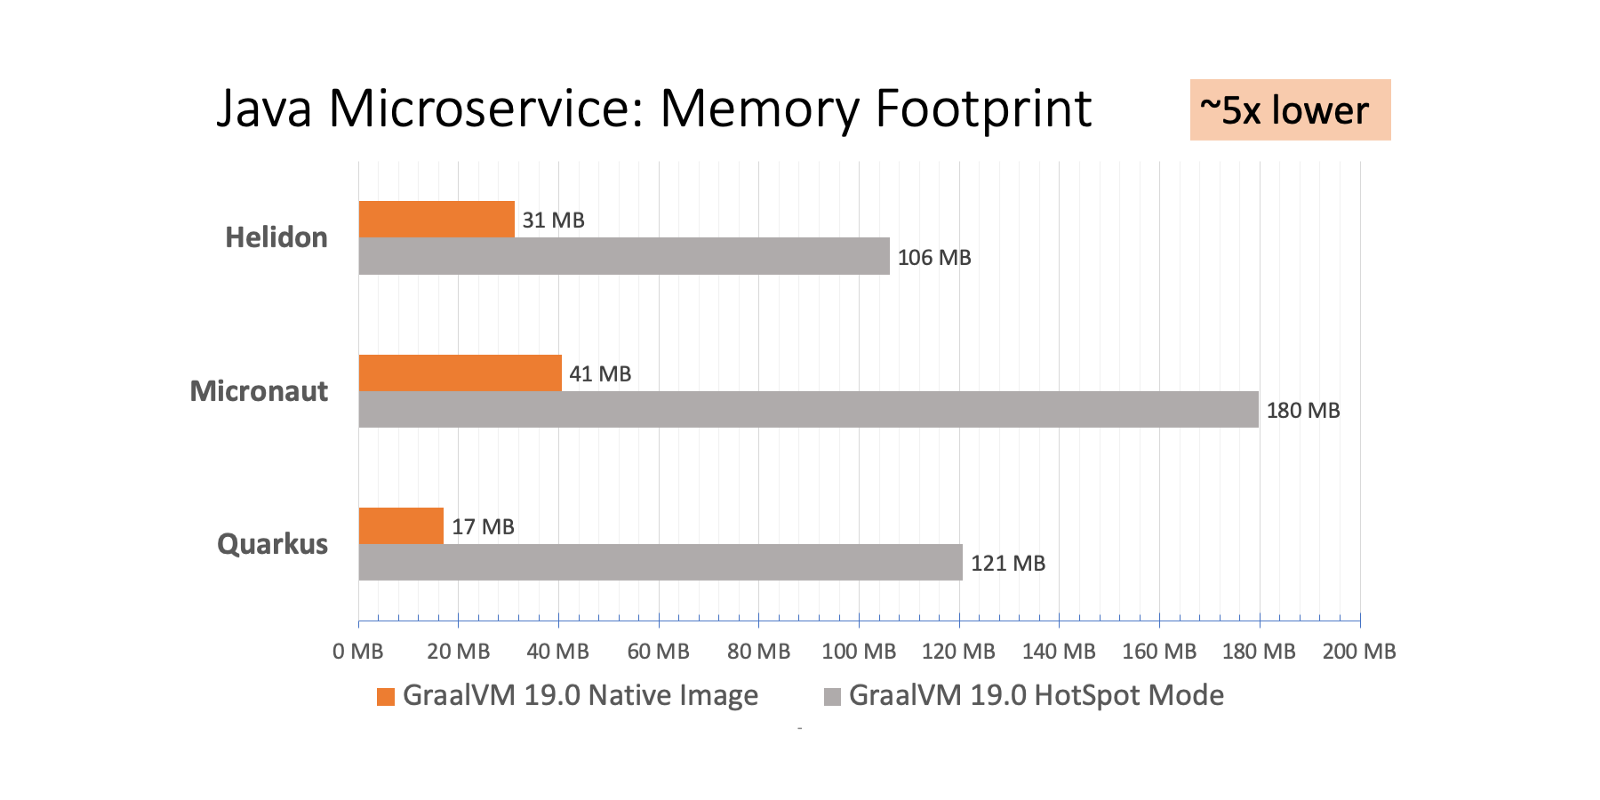 Java Microservice: Memory Footprint
~5x lower
Helidon
31 MB
106 MB
Micronaut
41 MB
180 MB
Quarkus
17 MB
121 MB
0 MB 20 MB 40 MB 60 MB 80 MB 100 MB 120 MB 140 MB 160 MB 180 MB 200 MB
GraalVM 19.0 Native Image GraalVM 19.0 HotSpot Mode
-